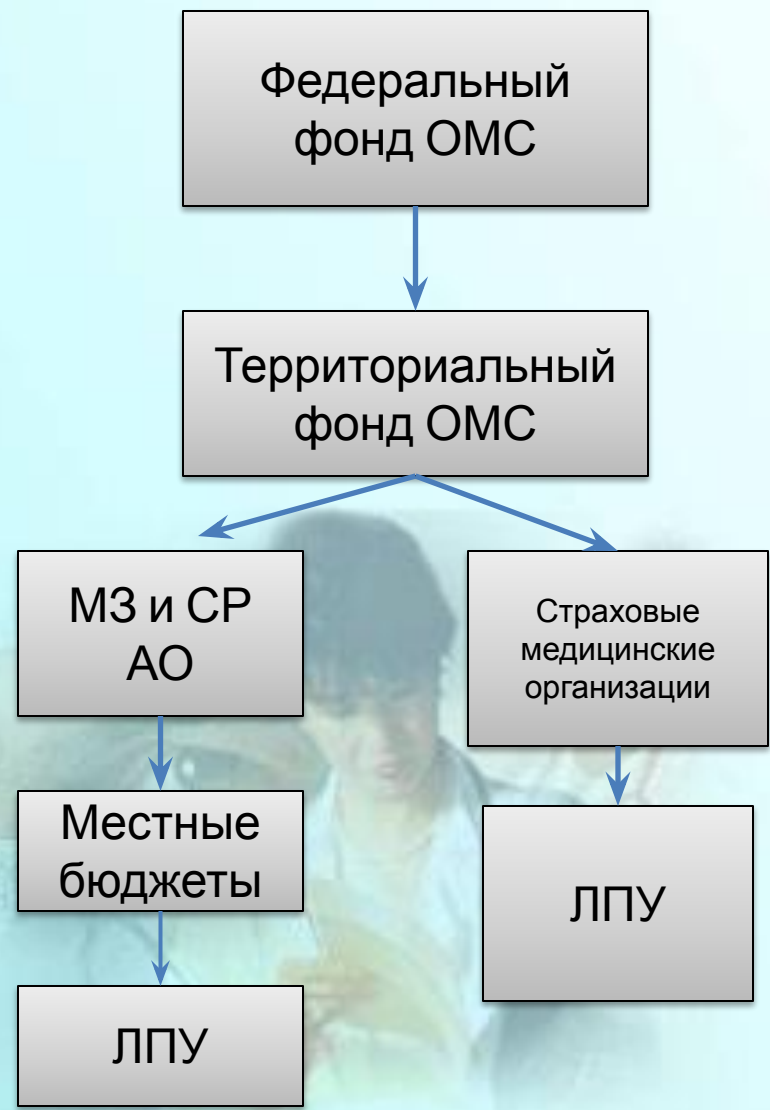 Федеральный
фонд ОМС
Территориальный
фонд ОМС
МЗ и СР
АО
Страховые
медицинские
организации
Местные
бюджеты
ЛПУ
ЛПУ